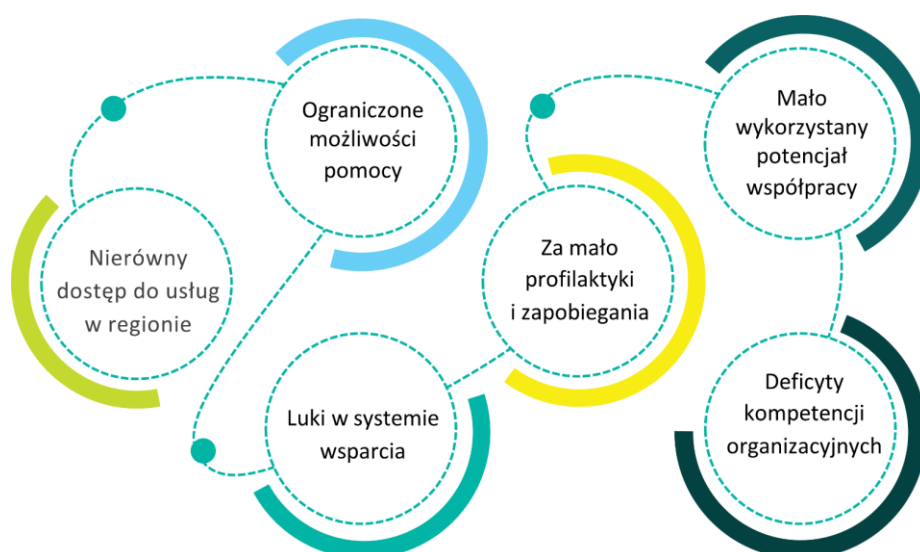 Nierówny
dostęp do usług
w regionie
Ograniczone
możliwości
pomocy
Luki w systemie
wsparcia
Za mało
profilaktyki
i zapobiegania
Mało
wykorzystany
potencjał
współpracy
Deficyty
kompetencji
organizacyjnych